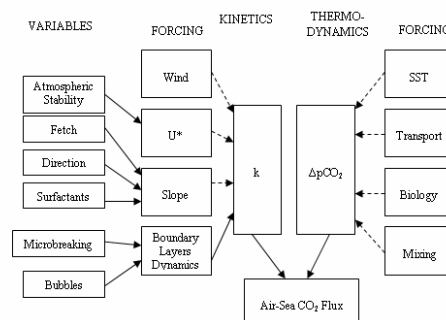 VARIABLES
FORCING
KINETICS
THERMO-
DYNAMICS
FORCING
Atmospheric
Stability
Fetch
Direction
Surfactants
Microbreaking
Bubbles
Wind
U*
Slope
Boundary
Layers
Dynamics
k
ΔpCO₂
SST
Transport
Biology
Mixing
Air-Sea CO₂ Flux